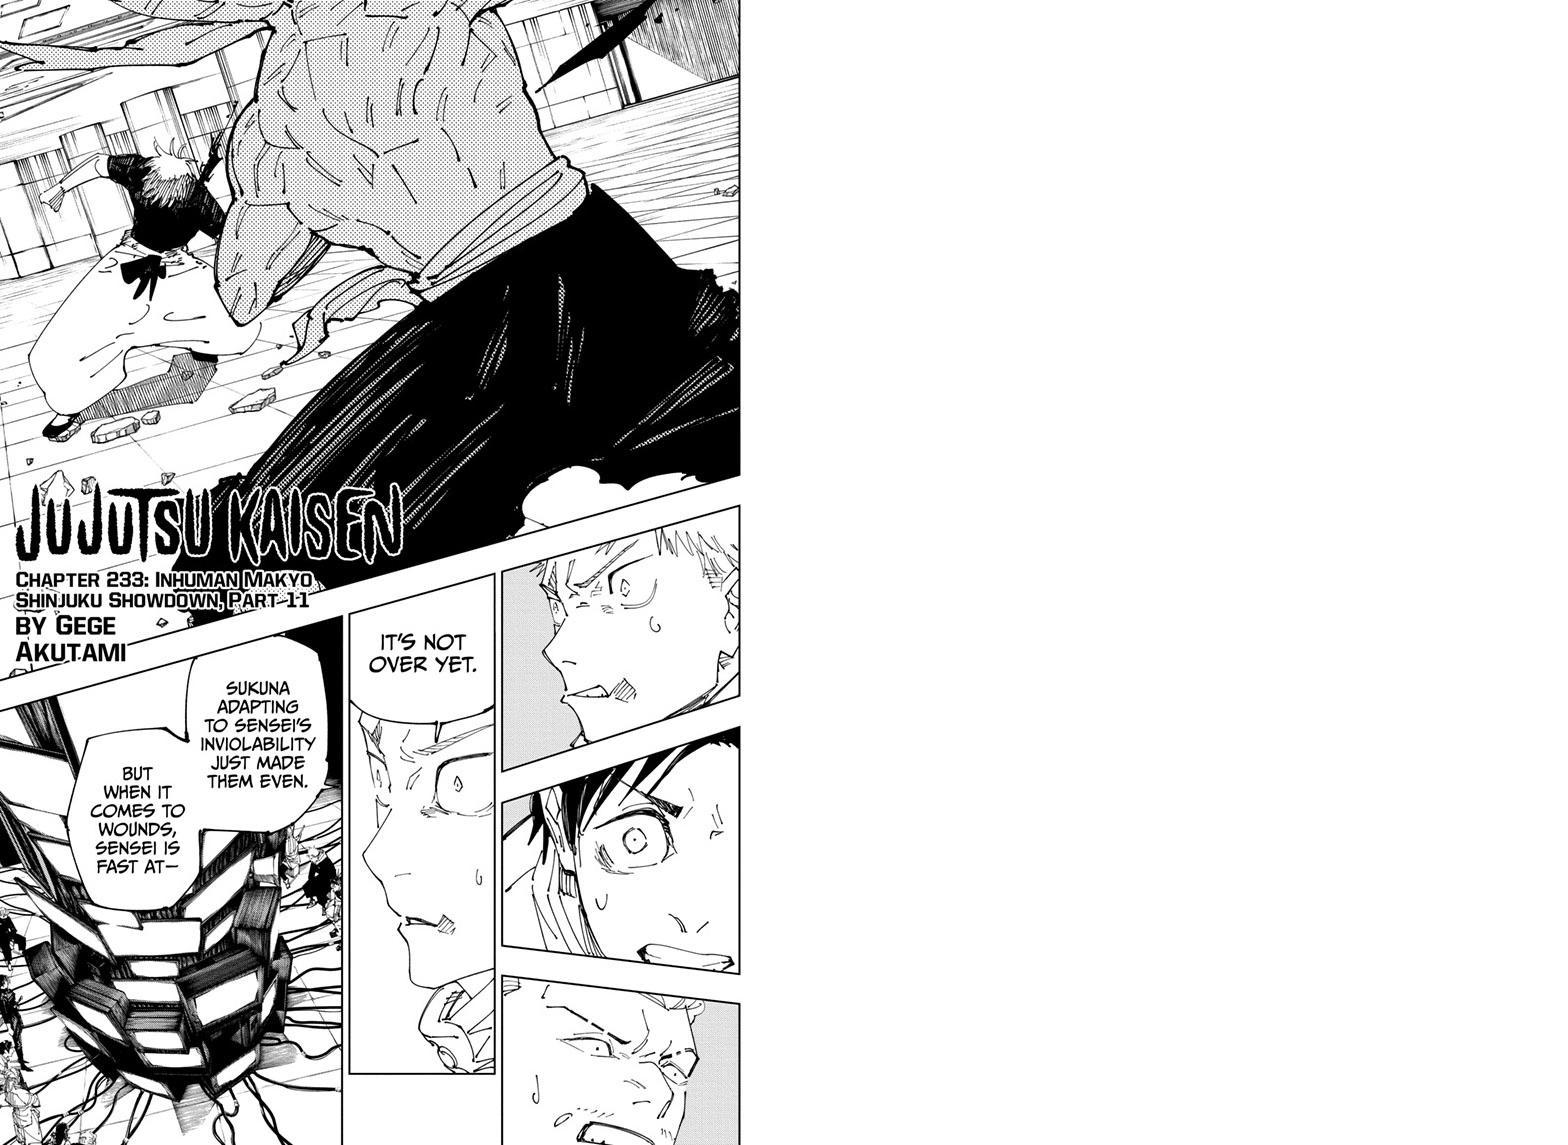 JUJUTSU KAISEN
CHAPTER 233: INHUMAN MAKYO
SHINJUKU SHOWDOWN, PART 11
BY GEGE
AKUTAMI
IT'S NOT
OVER YET.
SUKUNA
ADAPTING
TO SENSEI'S
INVIOLABILITY
JUST MADE
THEM EVEN.
BUT
WHEN IT
COMES TO
WOUNDS,
SENSEI IS
FAST AT—